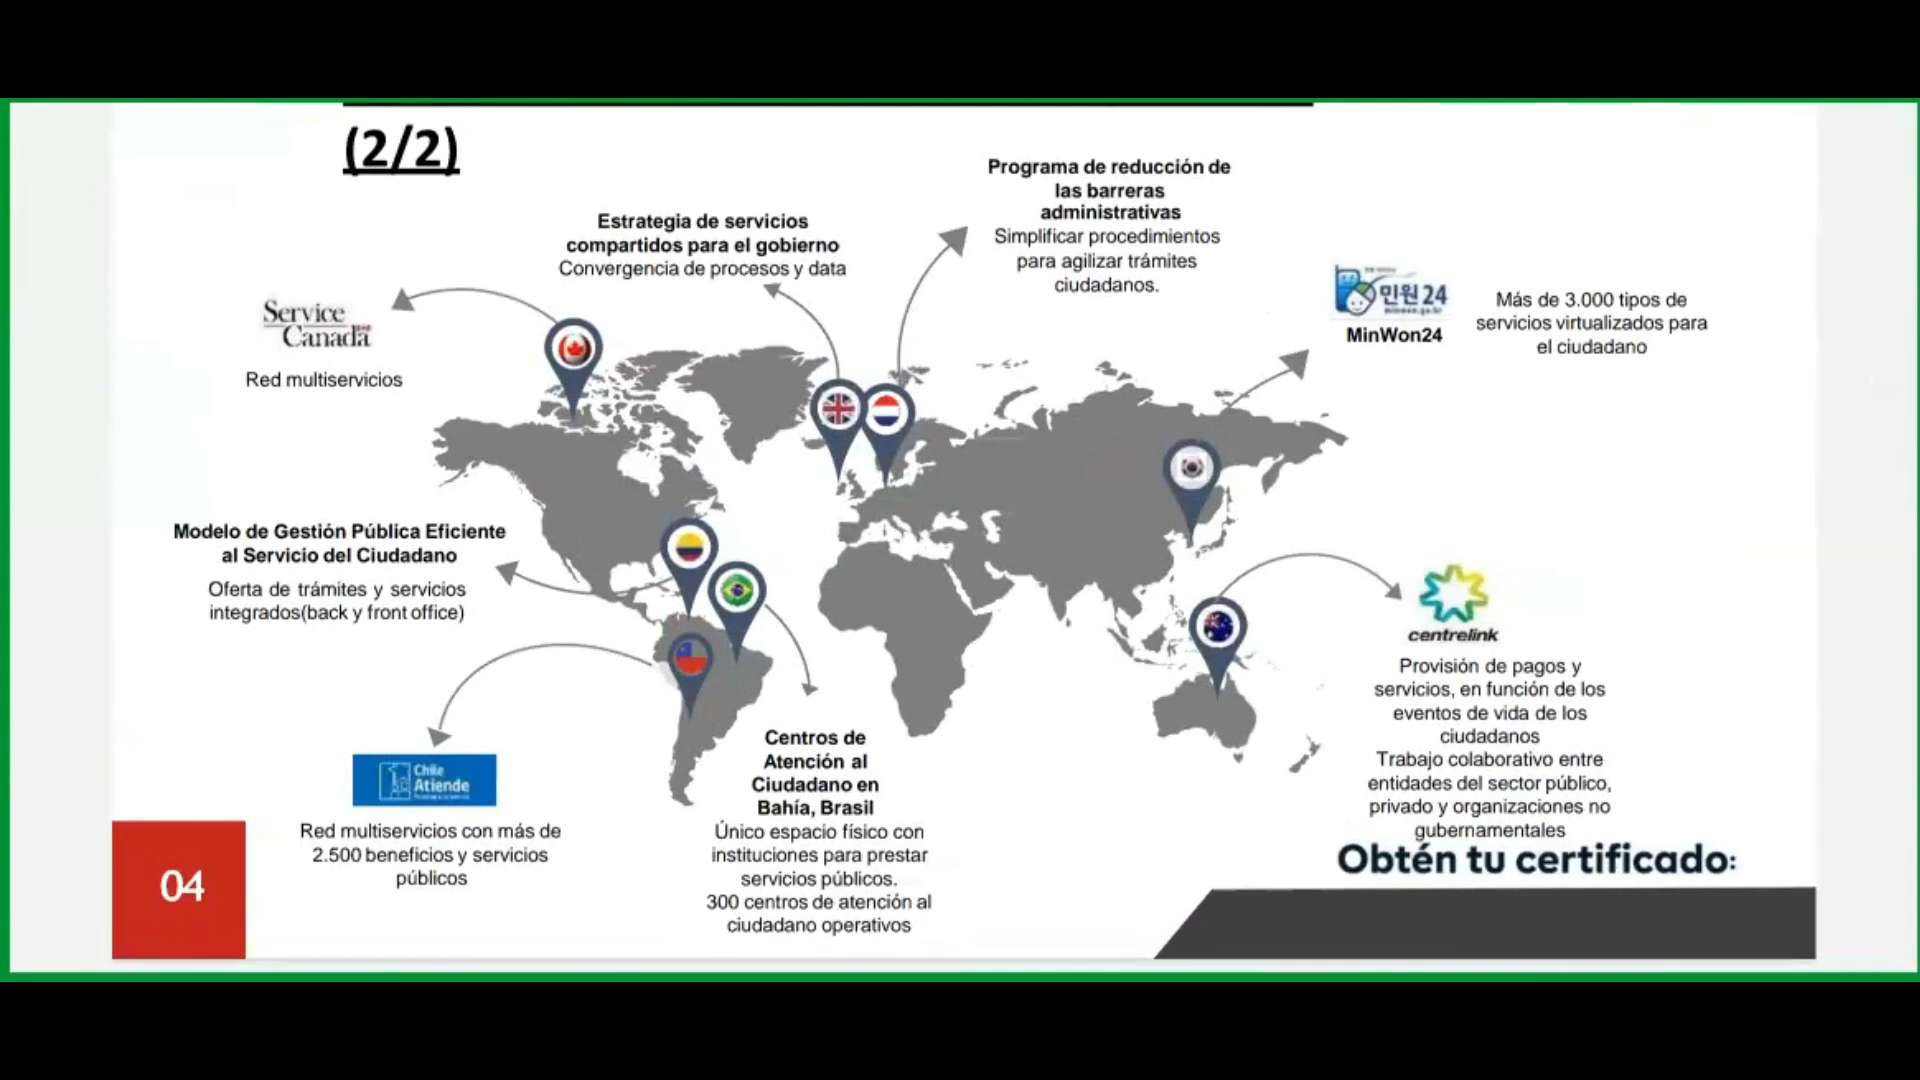 (2/2)
Programa de reducción de
las barreras
administrativas
Simplificar procedimientos
para agilizar trámites
ciudadanos.
Estrategia de servicios
compartidos para el gobierno
Convergencia de procesos y data
Service
Canada
Red multiservicios
민원24
minwon.go.kr
MinWon24
Más de 3.000 tipos de
servicios virtualizados para
el ciudadano
Modelo de Gestión Pública Eficiente
al Servicio del Ciudadano
Oferta de trámites y servicios
integrados(back y front office)
centrelink
Provisión de pagos y
servicios, en función de los
eventos de vida de los
ciudadanos
Trabajo colaborativo entre
entidades del sector público,
privado y organizaciones no
gubernamentales
Chile
Atiende
Red multiservicios con más de
2.500 beneficios y servicios
públicos
Centros de
Atención al
Ciudadano en
Bahía, Brasil
Único espacio físico con
instituciones para prestar
servicios públicos.
300 centros de atención al
ciudadano operativos
Obtén tu certificado:
04